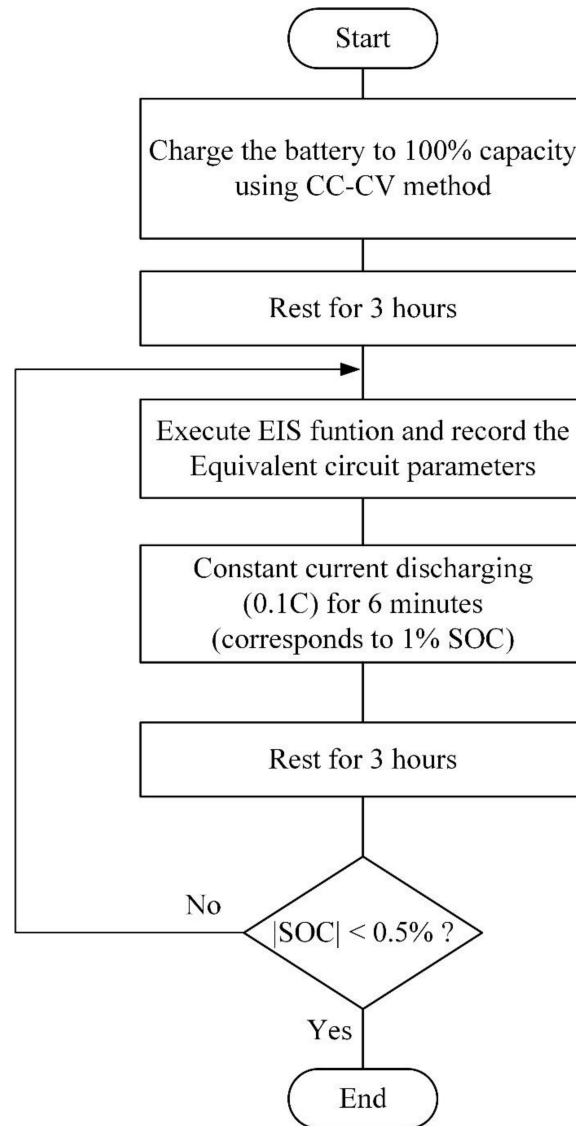 Start
Charge the battery to 100% capacity
using CC-CV method
Rest for 3 hours
Execute EIS funtion and record the
Equivalent circuit parameters
Constant current discharging
(0.1C) for 6 minutes
(corresponds to 1% SOC)
Rest for 3 hours
No
|SOC| < 0.5% ?
Yes
End